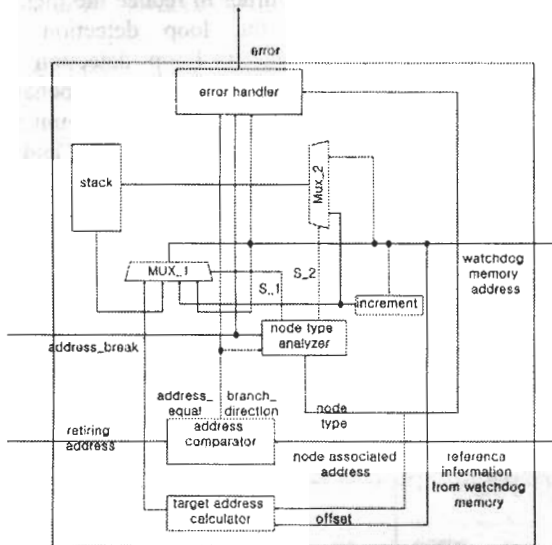 error
loop detection
error handler
stack
Mux_2
MUX_1
S_1
S_2
watchdog
memory
address
increment
node type
analyzer
address_break
address_
equal
branch_
direction
node
type
retiring
address
address
comparator
node associated
address
reference
information
from watchdog
memory
target address
calculator
offset